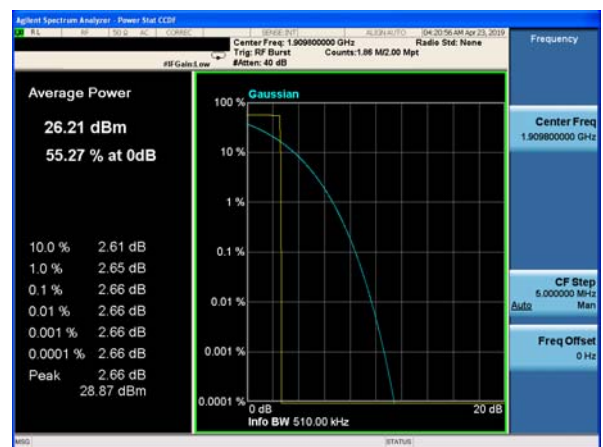 Agilent Spectrum Analyzer - Power Stat CCDF
RL RF 50 Ω AC CORREC SENSE:INT ALIGN AUTO 04:20:56 AM Apr 23, 2019
Center Freq: 1.909800000 GHz Radio Std: None
Trig: RF Burst Counts:1.86 M/2.00 Mpt
#IFGain:Low #Atten: 40 dB
Frequency
Average Power
26.21 dBm
55.27 % at 0dB
10.0 % 2.61 dB
1.0 % 2.65 dB
0.1 % 2.66 dB
0.01 % 2.66 dB
0.001 % 2.66 dB
0.0001 % 2.66 dB
Peak 2.66 dB
28.87 dBm
Gaussian
100 %
10 %
1 %
0.1 %
0.01 %
0.001 %
0.0001 %
0 dB 20 dB
Info BW 510.00 kHz
Center Freq
1.909800000 GHz
CF Step
5.000000 MHz
Auto Man
Freq Offset
0 Hz
MSG STATUS